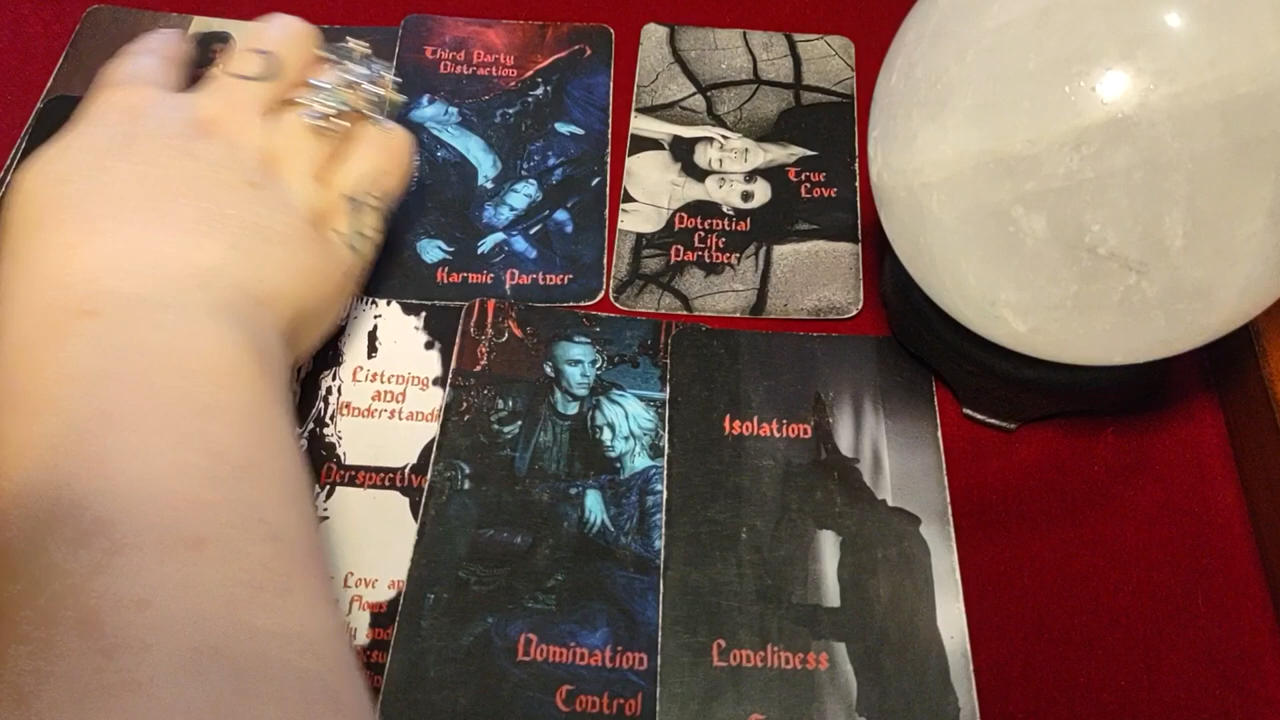 Third Party
Distraction
Karmic Partner
True
Love
Potential
Life
Partner
Listening
and
Perspective
Love
flows
Domination
Control
Isolation
Loneliness